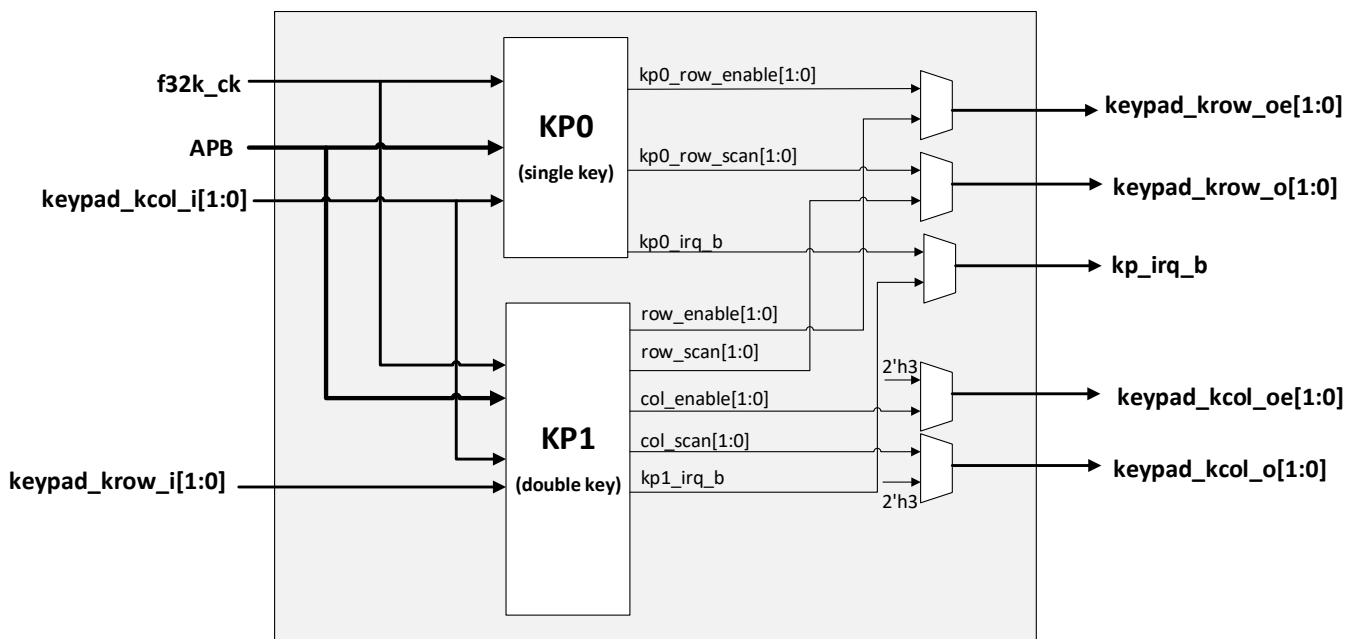 f32k_ck
APB
keypad_kcol_i[1:0]
keypad_krow_i[1:0]
KP0
(single key)
kp0_row_enable[1:0]
kp0_row_scan[1:0]
kp0_irq_b
KP1
(double key)
row_enable[1:0]
row_scan[1:0]
col_enable[1:0]
col_scan[1:0]
kp1_irq_b
2'h3
2'h3
keypad_krow_oe[1:0]
keypad_krow_o[1:0]
kp_irq_b
keypad_kcol_oe[1:0]
keypad_kcol_o[1:0]